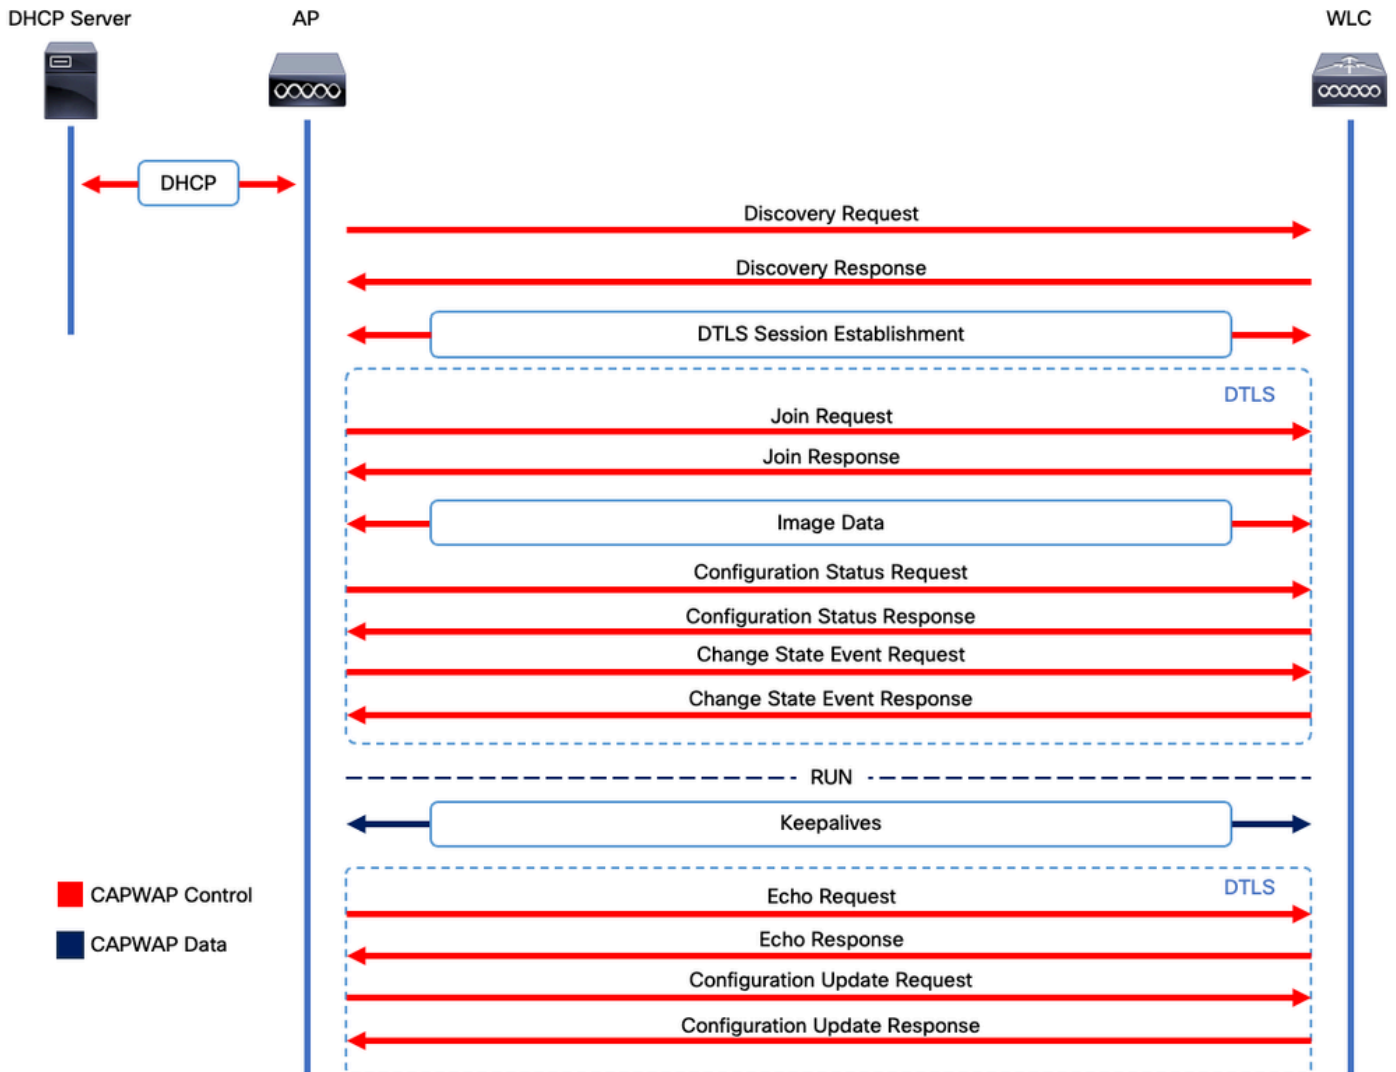 DHCP Server
AP
WLC
DHCP
Discovery Request
Discovery Response
DTLS Session Establishment
DTLS
Join Request
Join Response
Image Data
Configuration Status Request
Configuration Status Response
Change State Event Request
Change State Event Response
RUN
Keepalives
CAPWAP Control
CAPWAP Data
DTLS
Echo Request
Echo Response
Configuration Update Request
Configuration Update Response